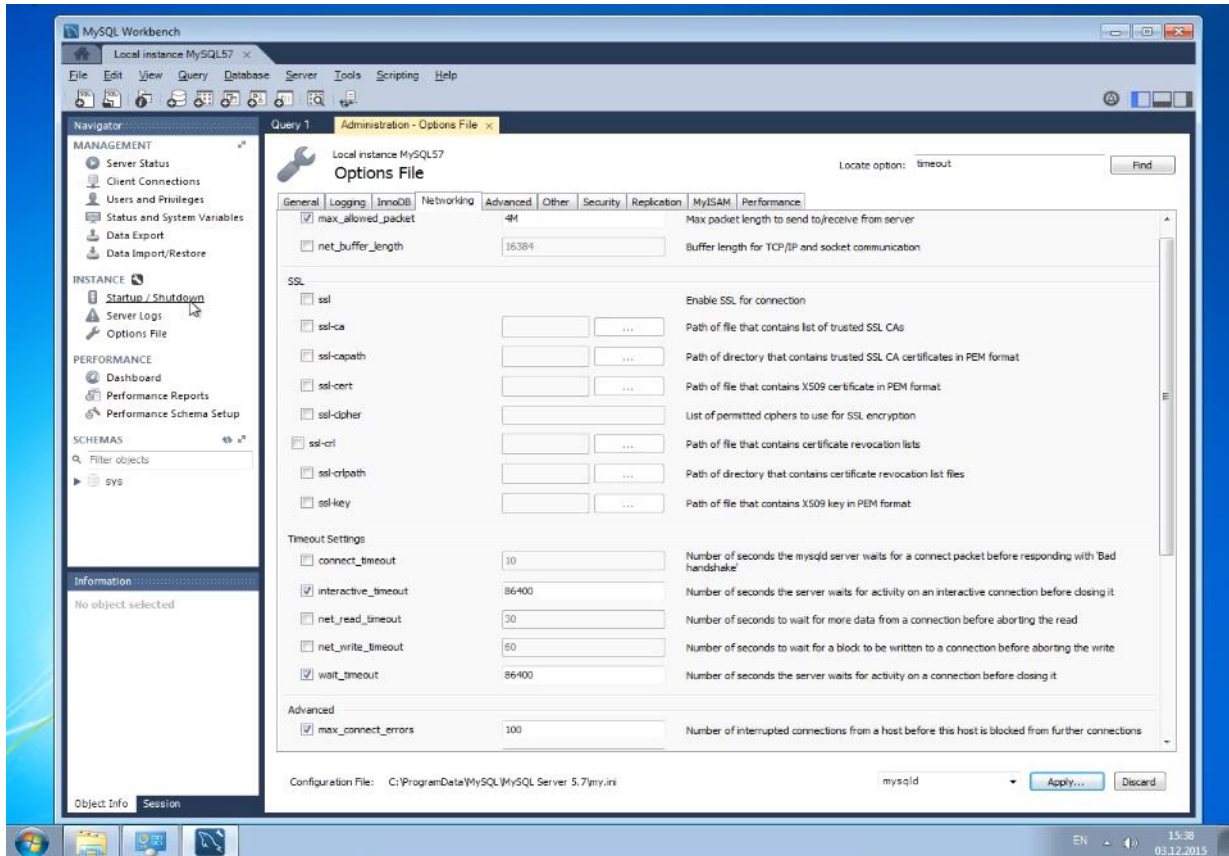 MySQL Workbench
Local instance MySQL57 ×
File Edit View Query Database Server Tools Scripting Help
Navigator
MANAGEMENT
Server Status
Client Connections
Users and Privileges
Status and System Variables
Data Export
Data Import/Restore
INSTANCE
Startup / Shutdown
Server Logs
Options File
PERFORMANCE
Dashboard
Performance Reports
Performance Schema Setup
SCHEMAS
Filter objects
sys
Information
No object selected
Object Info Session
Query 1 Administration - Options File ×
Local instance MySQL57
Options File
Locate option: timeout Find
General Logging InnoDB Networking Advanced Other Security Replication MyISAM Performance
max_allowed_packet 4M Max packet length to send to/receive from server
net_buffer_length 16384 Buffer length for TCP/IP and socket communication
SSL
ssl Enable SSL for connection
ssl-ca ... Path of file that contains list of trusted SSL CAs
ssl-capath ... Path of directory that contains trusted SSL CA certificates in PEM format
ssl-cert ... Path of file that contains X509 certificate in PEM format
ssl-cipher List of permitted ciphers to use for SSL encryption
ssl-crl ... Path of file that contains certificate revocation lists
ssl-crlpath ... Path of directory that contains certificate revocation list files
ssl-key ... Path of file that contains X509 key in PEM format
Timeout Settings
connect_timeout 10 Number of seconds the mysqld server waits for a connect packet before responding with 'Bad
handshake'
interactive_timeout 86400 Number of seconds the server waits for activity on an interactive connection before closing it
net_read_timeout 30 Number of seconds to wait for more data from a connection before aborting the read
net_write_timeout 60 Number of seconds to wait for a block to be written to a connection before aborting the write
wait_timeout 86400 Number of seconds the server waits for activity on a connection before closing it
Advanced
max_connect_errors 100 Number of interrupted connections from a host before this host is blocked from further connections
Configuration File: C:\ProgramData\MySQL\MySQL Server 5.7\my.ini mysqld Apply... Discard
EN 15:38
03.12.2015